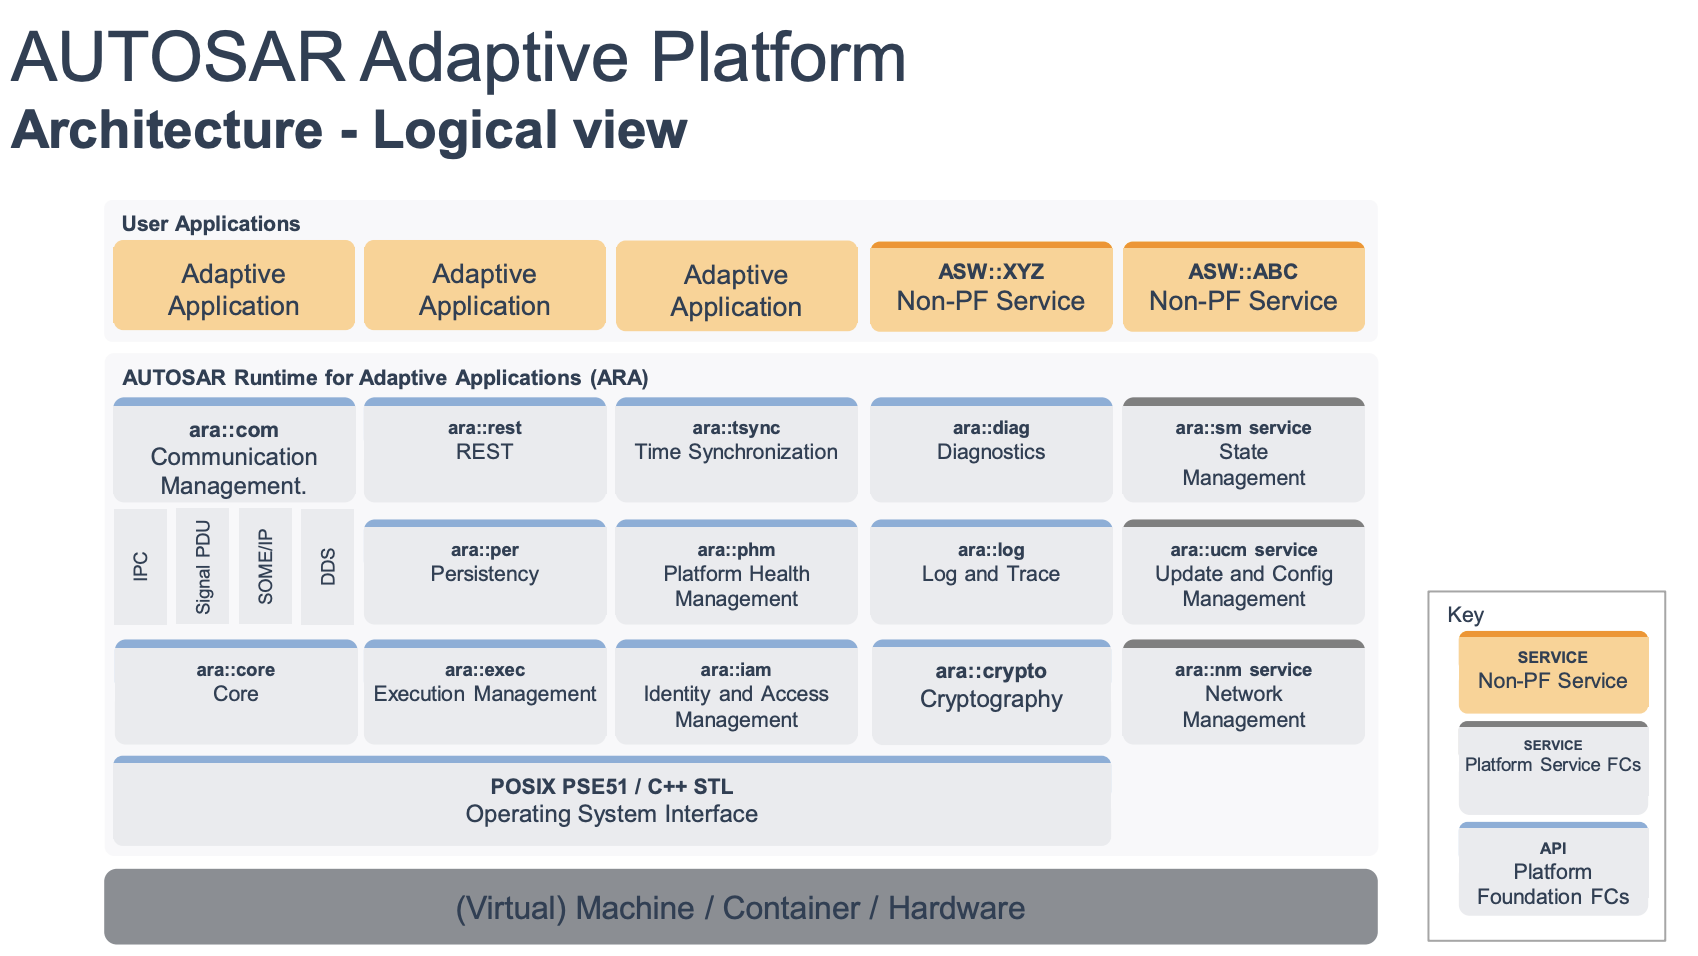 AUTOSAR Adaptive Platform
Architecture - Logical view
User Applications
Adaptive
Application
Adaptive
Application
Adaptive
Application
ASW::XYZ
Non-PF Service
ASW::ABC
Non-PF Service
AUTOSAR Runtime for Adaptive Applications (ARA)
ara::com
Communication
Management.
ara::rest
REST
ara::tsync
Time Synchronization
ara::diag
Diagnostics
ara::sm service
State
Management
IPC
Signal PDU
SOME/IP
DDS
ara::per
Persistency
ara::phm
Platform Health
Management
ara::log
Log and Trace
ara::ucm service
Update and Config
Management
ara::core
Core
ara::exec
Execution Management
ara::iam
Identity and Access
Management
ara::crypto
Cryptography
ara::nm service
Network
Management
POSIX PSE51 / C++ STL
Operating System Interface
(Virtual) Machine / Container / Hardware
Key
SERVICE
Non-PF Service
SERVICE
Platform Service FCs
API
Platform
Foundation FCs